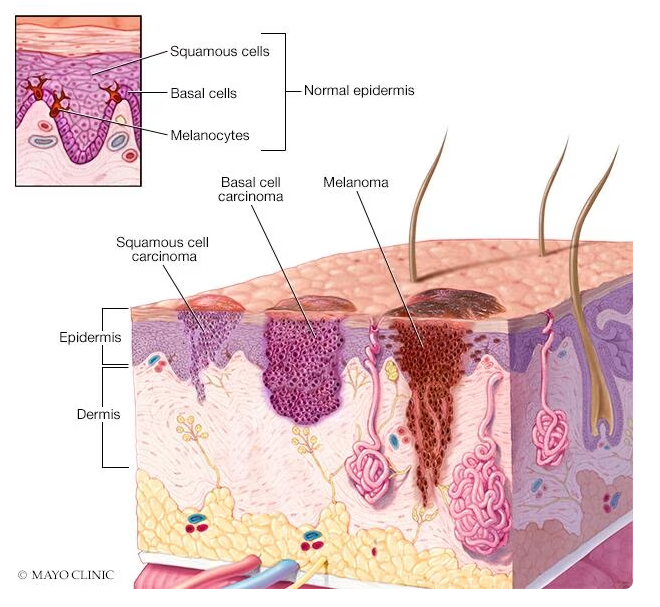 Squamous cells
Basal cells
Normal epidermis
Melanocytes
Basal cell
carcinoma
Melanoma
Squamous cell
carcinoma
Epidermis
Dermis
© MAYO CLINIC